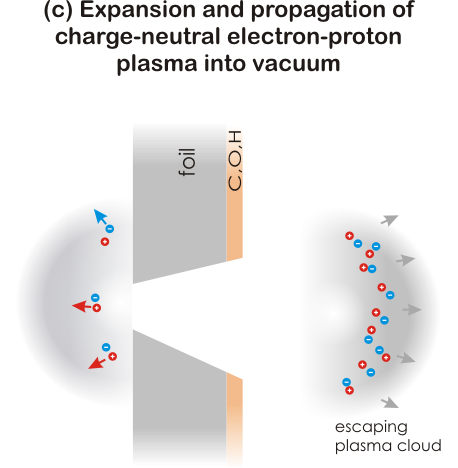 (c) Expansion and propagation of
charge-neutral electron-proton
plasma into vacuum
foil
C,O,H
escaping
plasma cloud